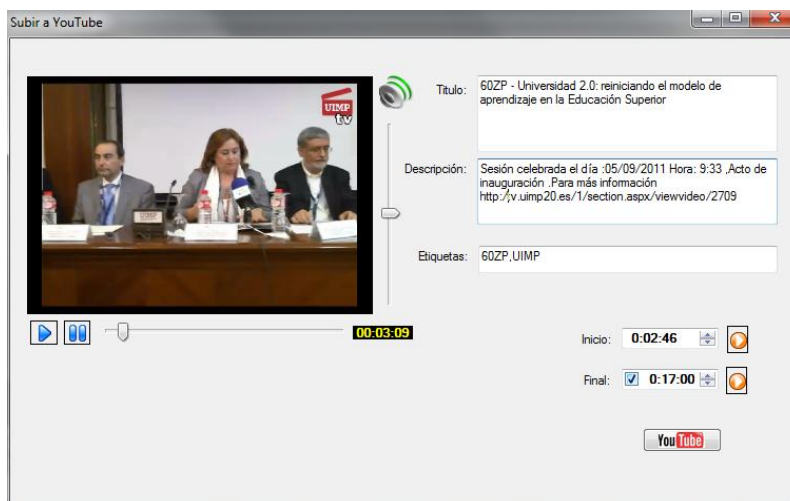 Subir a YouTube
UIMP
tv
Título:
60ZP - Universidad 2.0: reiniciando el modelo de
aprendizaje en la Educación Superior
Descripción:
Sesión celebrada el día :05/09/2011 Hora: 9:33 ,Acto de
inauguración .Para más información
http://v.uimp20.es/1/section.aspx/viewvideo/2709
Etiquetas:
60ZP,UIMP
00:03:09
Inicio:
0:02:46
Final:
0:17:00
YouTube